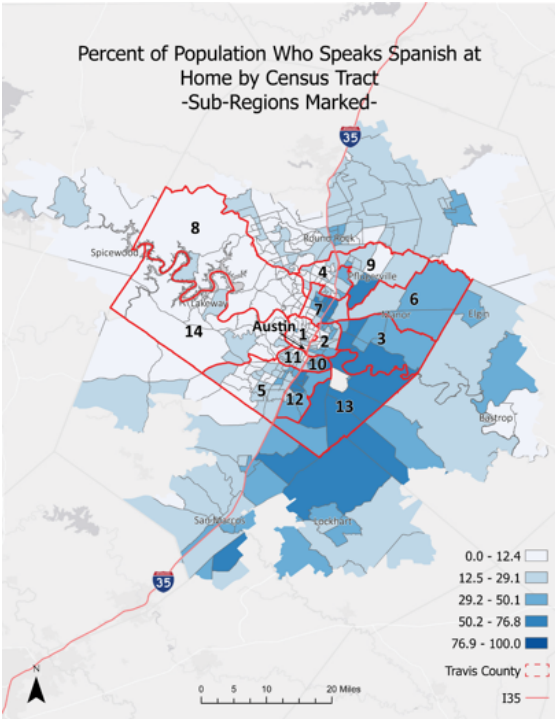 Percent of Population Who Speaks Spanish at
Home by Census Tract
-Sub-Regions Marked-
35
8
Spicewood
Round Rock
4
9
Pflugerville
Lakeway
7
6
Manor
Elgin
14
Austin
1
2
3
11
10
5
12
13
Bastrop
San Marcos
Lockhart
35
0.0 - 12.4
12.5 - 29.1
29.2 - 50.1
50.2 - 76.8
76.9 - 100.0
Travis County
I35
N
0 5 10 20 Miles